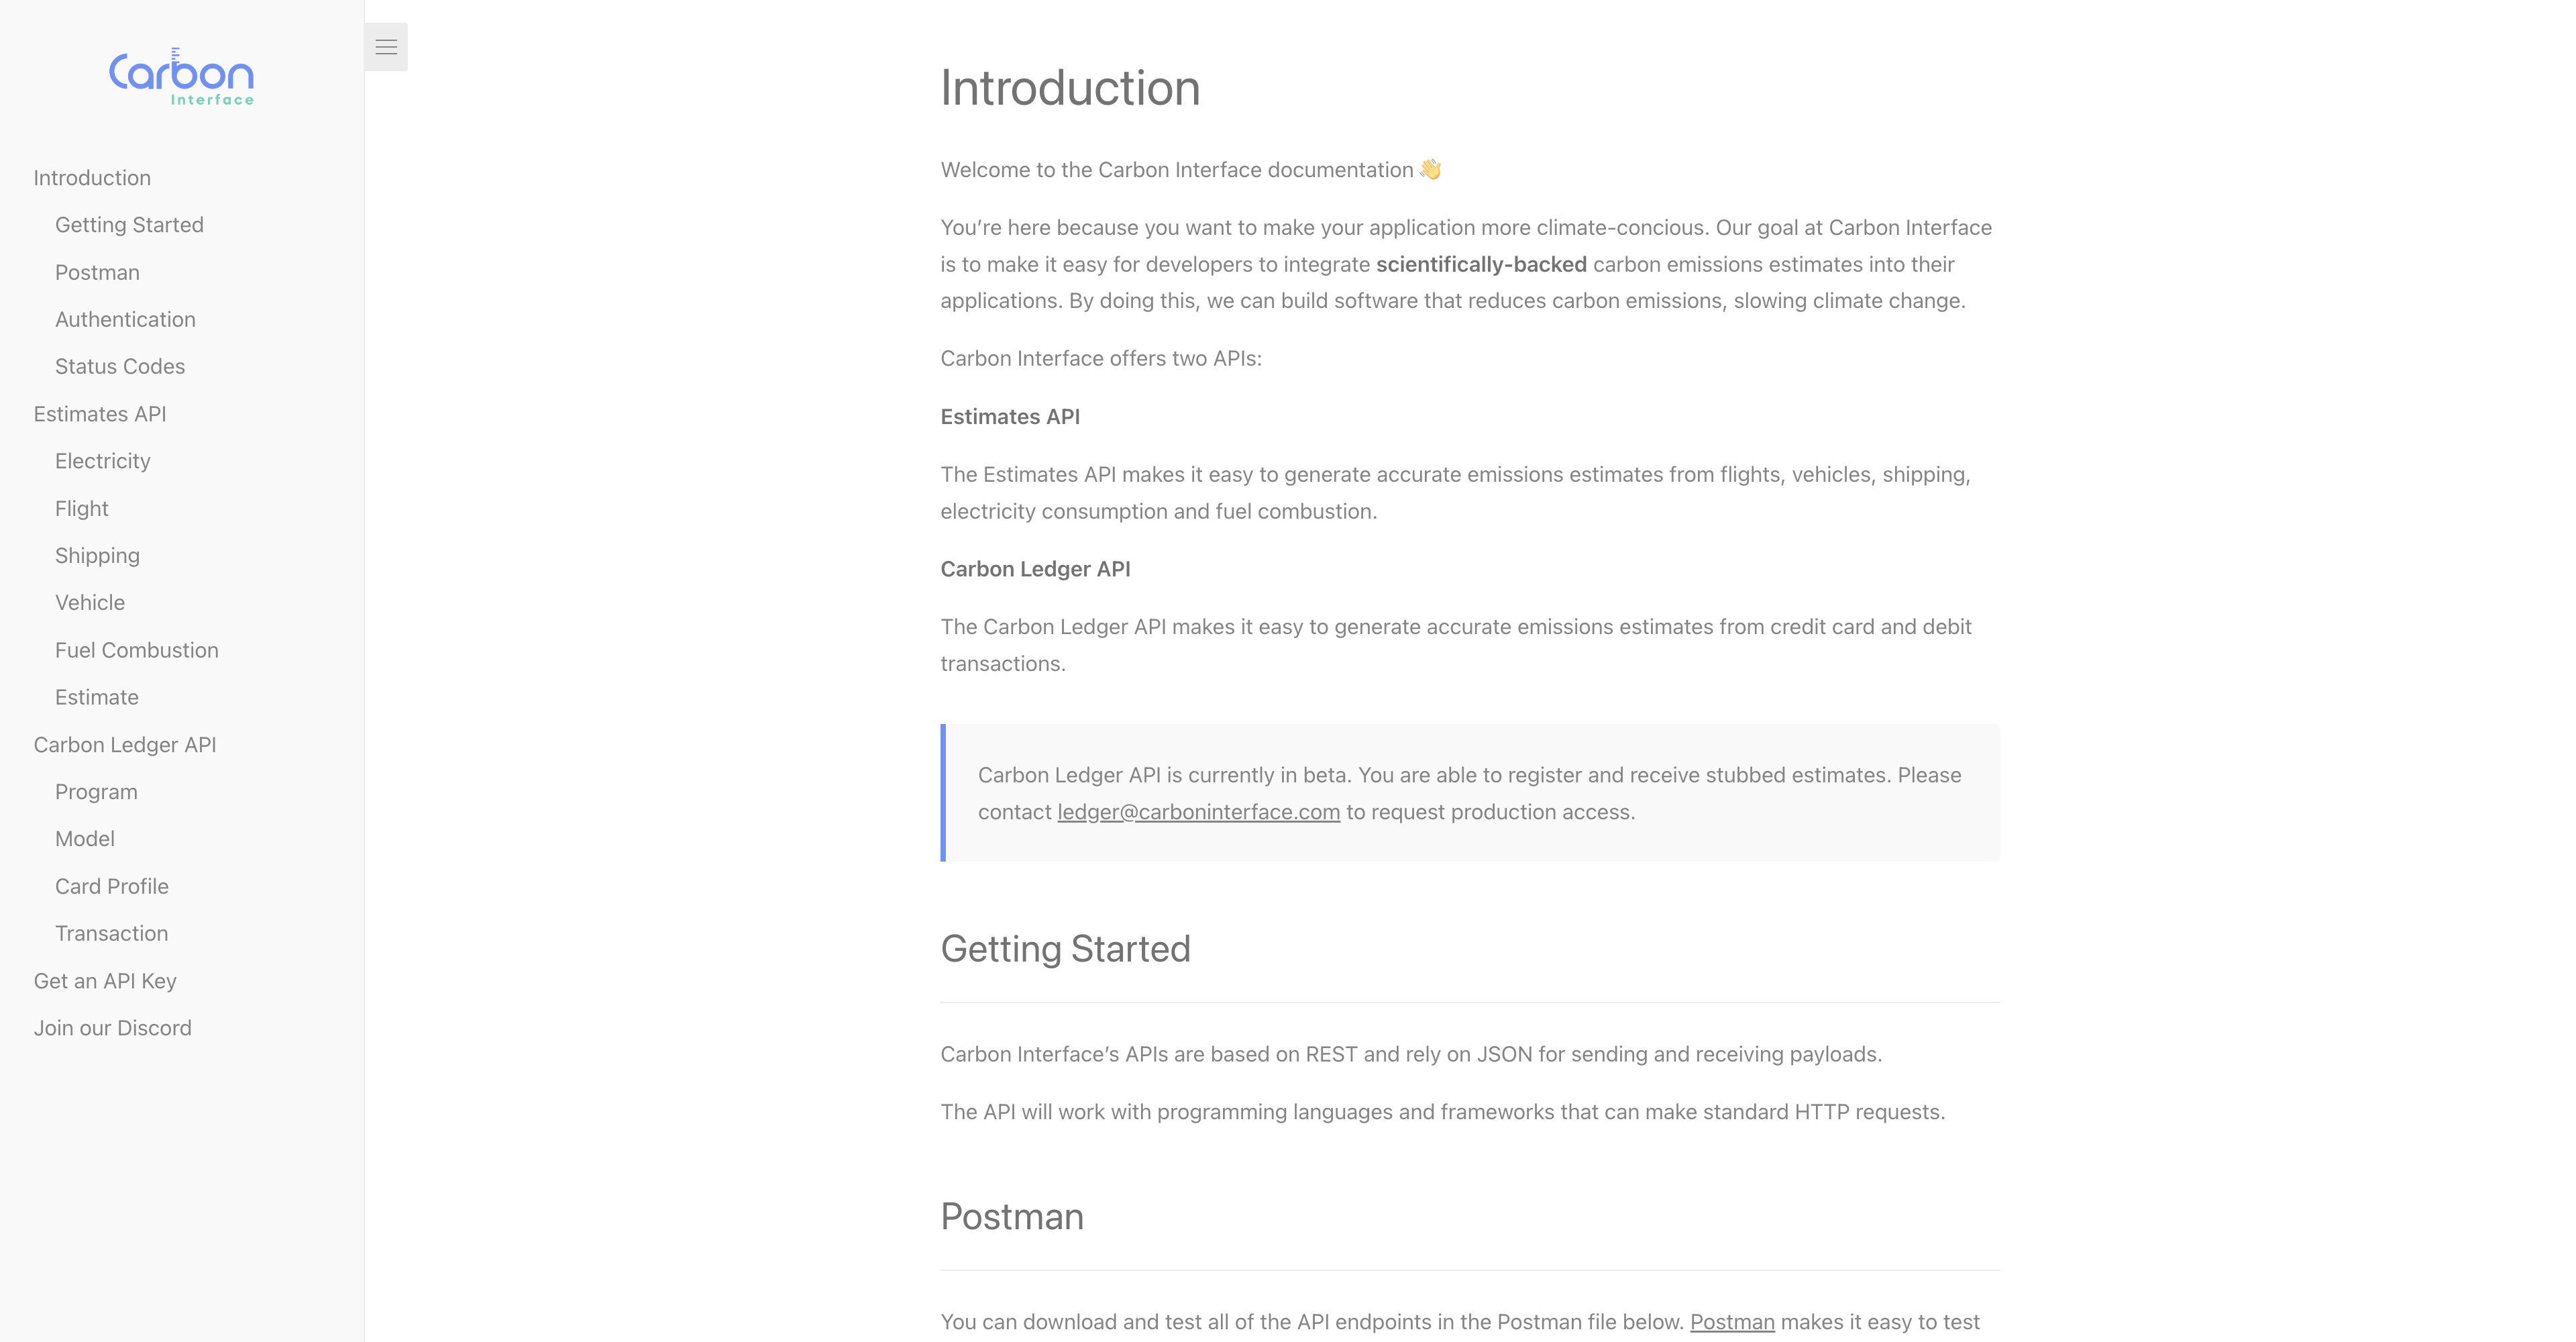 Carbon
Interface
Introduction
Getting Started
Postman
Authentication
Status Codes
Estimates API
Electricity
Flight
Shipping
Vehicle
Fuel Combustion
Estimate
Carbon Ledger API
Program
Model
Card Profile
Transaction
Get an API Key
Join our Discord
Introduction
Welcome to the Carbon Interface documentation 👋
You’re here because you want to make your application more climate-concious. Our goal at Carbon Interface
is to make it easy for developers to integrate scientifically-backed carbon emissions estimates into their
applications. By doing this, we can build software that reduces carbon emissions, slowing climate change.
Carbon Interface offers two APIs:
Estimates API
The Estimates API makes it easy to generate accurate emissions estimates from flights, vehicles, shipping,
electricity consumption and fuel combustion.
Carbon Ledger API
The Carbon Ledger API makes it easy to generate accurate emissions estimates from credit card and debit
transactions.
Carbon Ledger API is currently in beta. You are able to register and receive stubbed estimates. Please
contact ledger@carboninterface.com to request production access.
Getting Started
Carbon Interface’s APIs are based on REST and rely on JSON for sending and receiving payloads.
The API will work with programming languages and frameworks that can make standard HTTP requests.
Postman
You can download and test all of the API endpoints in the Postman file below. Postman makes it easy to test